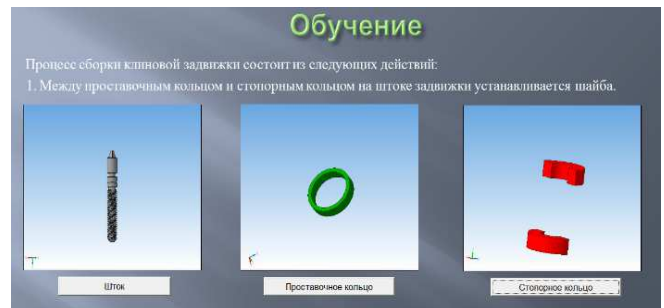 Обучение
Процесс сборки клиновой задвижки состоит из следующих действий:
1. Между проставочным кольцом и стопорным кольцом на штоке задвижки устанавливается шайба.
Шток
Проставочное кольцо
Стопорное кольцо